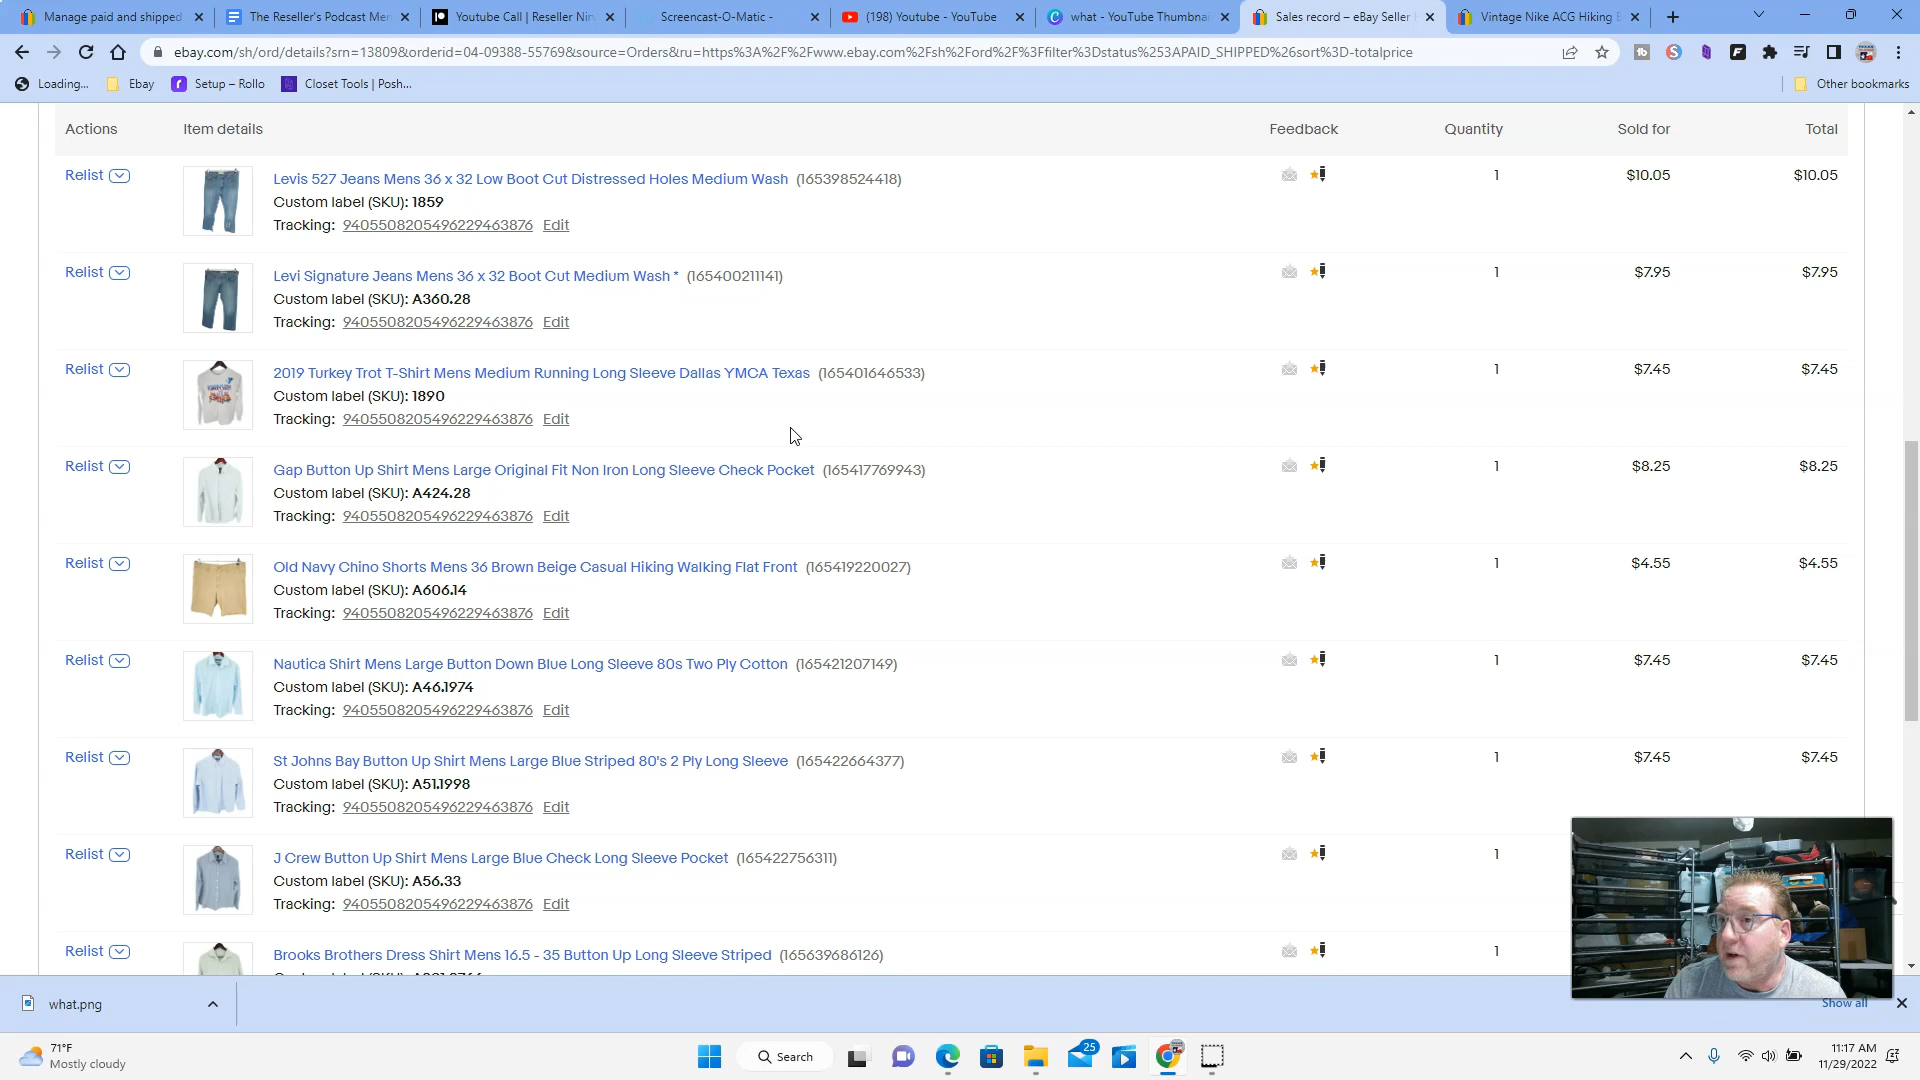 Manage paid and shipped
The Reseller's Podcast Mem
Youtube Call | Reseller Nin
Screencast-O-Matic -
(198) Youtube - YouTube
what - YouTube Thumbnai
Sales record – eBay Seller H
Vintage Nike ACG Hiking B
ebay.com/sh/ord/details?srn=13809&orderid=04-09388-55769&source=Orders&ru=https%3A%2F%2Fwww.ebay.com%2Fsh%2Ford%2F%3Ffilter%3Dstatus%253APAID_SHIPPED%26sort%3D-totalprice
Loading...
Ebay
Setup – Rollo
Closet Tools | Posh...
Other bookmarks
Actions Item details Feedback Quantity Sold for Total
Relist Levis 527 Jeans Mens 36 x 32 Low Boot Cut Distressed Holes Medium Wash (165398524418) 1 $10.05 $10.05
Custom label (SKU): 1859
Tracking: 9405508205496229463876 Edit
Relist Levi Signature Jeans Mens 36 x 32 Boot Cut Medium Wash * (165400211141) 1 $7.95 $7.95
Custom label (SKU): A360.28
Tracking: 9405508205496229463876 Edit
Relist 2019 Turkey Trot T-Shirt Mens Medium Running Long Sleeve Dallas YMCA Texas (165401646533) 1 $7.45 $7.45
Custom label (SKU): 1890
Tracking: 9405508205496229463876 Edit
Relist Gap Button Up Shirt Mens Large Original Fit Non Iron Long Sleeve Check Pocket (165417769943) 1 $8.25 $8.25
Custom label (SKU): A424.28
Tracking: 9405508205496229463876 Edit
Relist Old Navy Chino Shorts Mens 36 Brown Beige Casual Hiking Walking Flat Front (165419220027) 1 $4.55 $4.55
Custom label (SKU): A606.14
Tracking: 9405508205496229463876 Edit
Relist Nautica Shirt Mens Large Button Down Blue Long Sleeve 80s Two Ply Cotton (165421207149) 1 $7.45 $7.45
Custom label (SKU): A46.1974
Tracking: 9405508205496229463876 Edit
Relist St Johns Bay Button Up Shirt Mens Large Blue Striped 80's 2 Ply Long Sleeve (165422664377) 1 $7.45 $7.45
Custom label (SKU): A51.1998
Tracking: 9405508205496229463876 Edit
Relist J Crew Button Up Shirt Mens Large Blue Check Long Sleeve Pocket (165422756311) 1
Custom label (SKU): A56.33
Tracking: 9405508205496229463876 Edit
Relist Brooks Brothers Dress Shirt Mens 16.5 - 35 Button Up Long Sleeve Striped (165639686126) 1
what.png
Show all
71°F
Mostly cloudy
Search
25
11:17 AM
11/29/2022